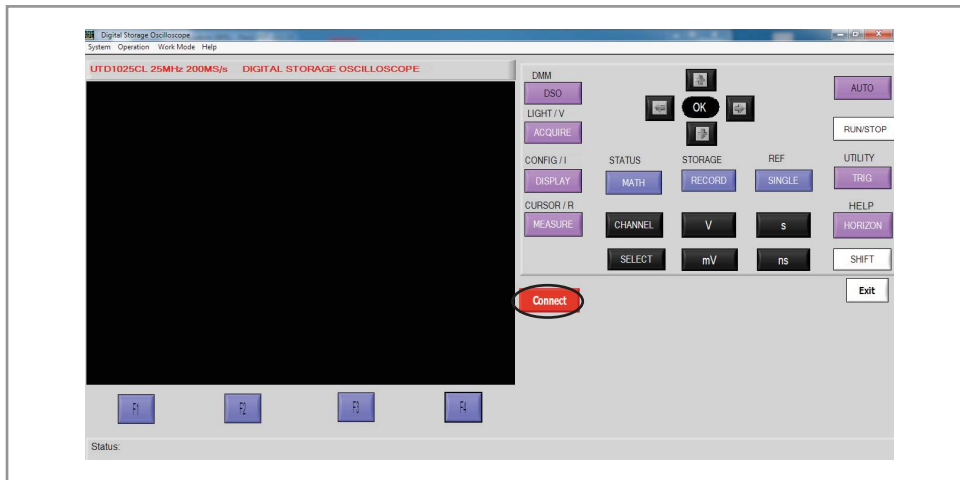 Digital Storage Oscilloscope
System Operation Work Mode Help
UTD1025CL 25MHz 200MS/s DIGITAL STORAGE OSCILLOSCOPE
DMM
DSO
OK
AUTO
LIGHT / V
ACQUIRE
RUN/STOP
CONFIG / I
STATUS
STORAGE
REF
UTILITY
DISPLAY
MATH
RECORD
SINGLE
TRIG
CURSOR / R
HELP
MEASURE
CHANNEL
V
s
HORIZON
SELECT
mV
ns
SHIFT
Connect
Exit
F1
F2
F3
F4
Status: